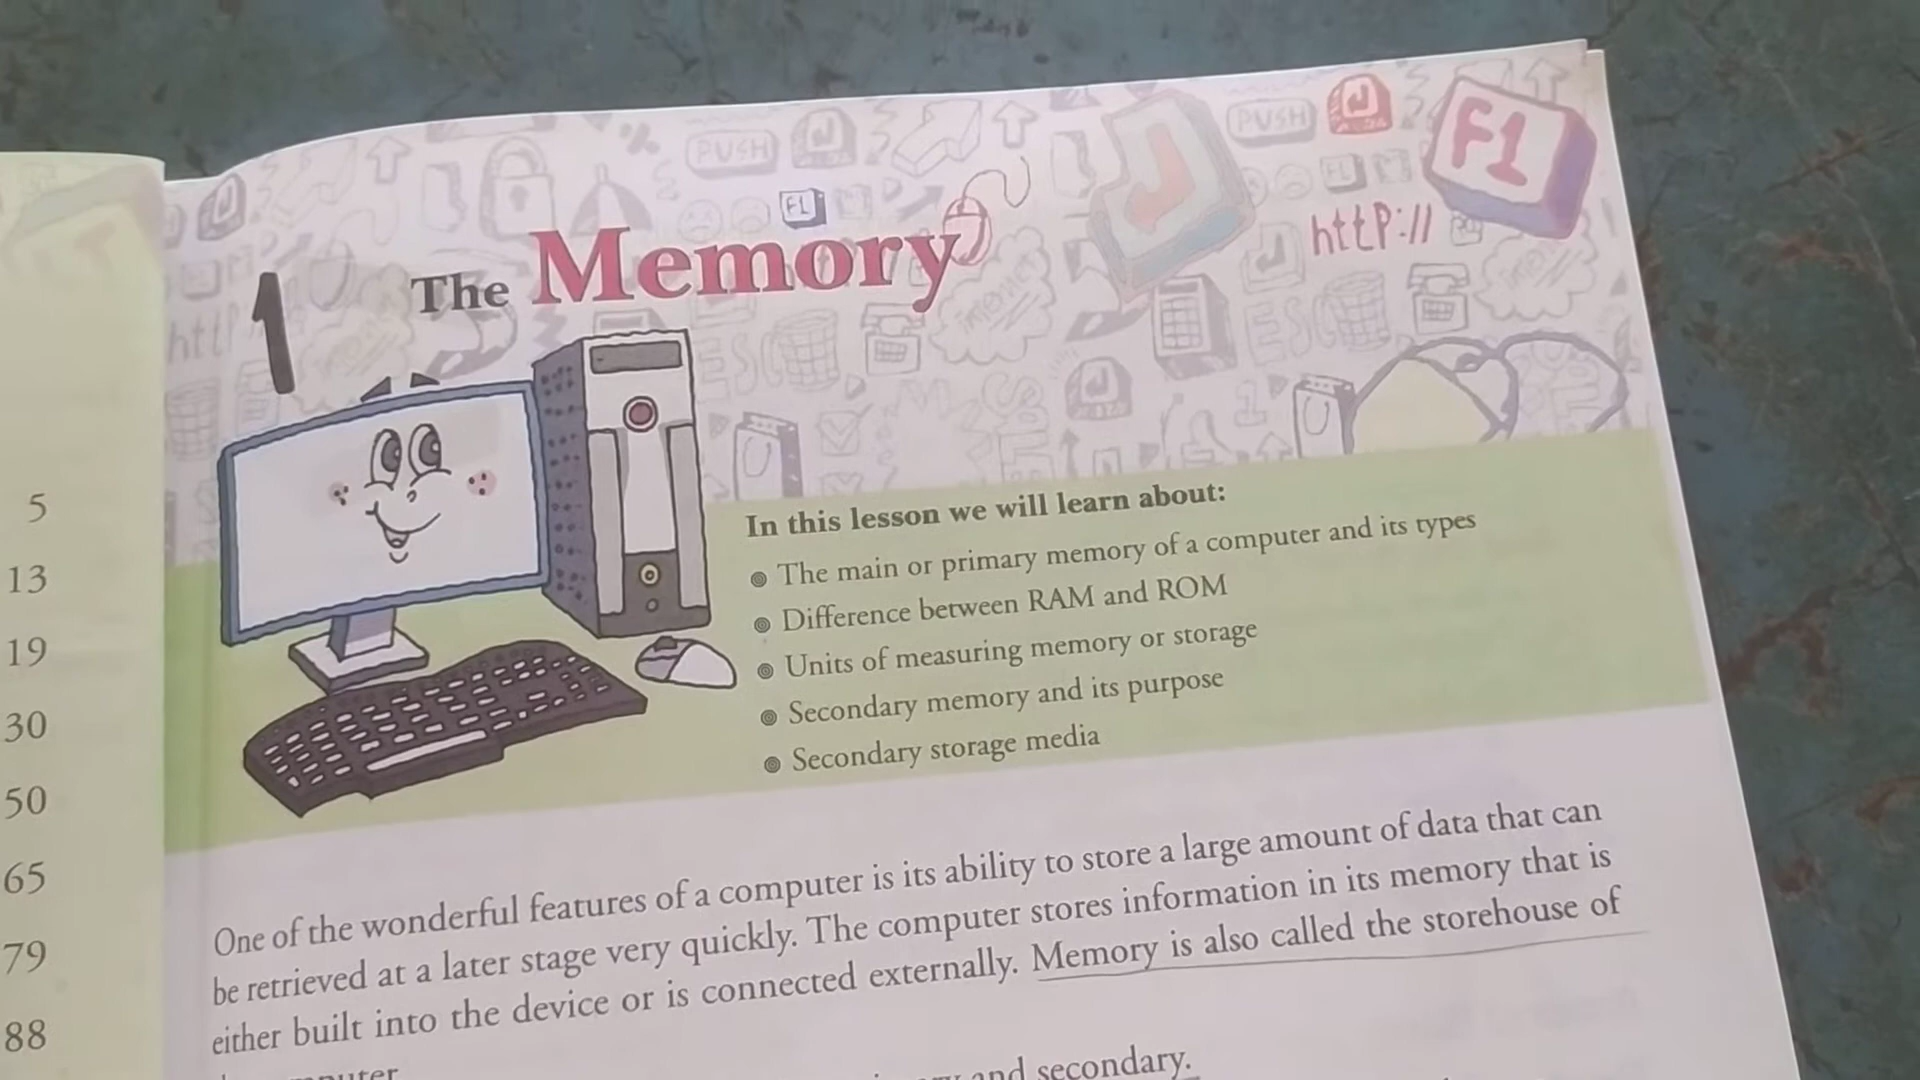 5
13
19
30
50
65
79
88
PUSH
PUSH
F1
F1
http://
1
The Memory
ESC
ESC
In this lesson we will learn about:
The main or primary memory of a computer and its types
Difference between RAM and ROM
Units of measuring memory or storage
Secondary memory and its purpose
Secondary storage media
One of the wonderful features of a computer is its ability to store a large amount of data that can
be retrieved at a later stage very quickly. The computer stores information in its memory that is
either built into the device or is connected externally. Memory is also called the storehouse of
and secondary.